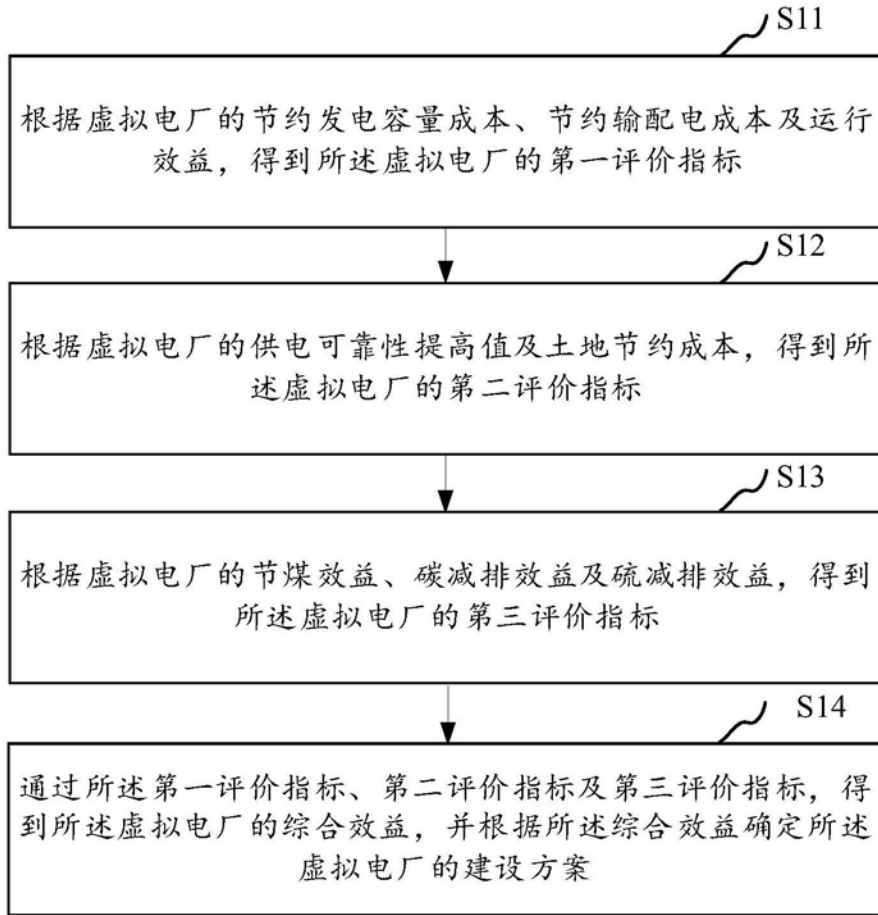 S11
根据虚拟电厂的节约发电容量成本、节约输配电成本及运行
效益，得到所述虚拟电厂的第一评价指标
S12
根据虚拟电厂的供电可靠性提高值及土地节约成本，得到所
述虚拟电厂的第二评价指标
S13
根据虚拟电厂的节煤效益、碳减排效益及硫减排效益，得到
所述虚拟电厂的第三评价指标
S14
通过所述第一评价指标、第二评价指标及第三评价指标，得
到所述虚拟电厂的综合效益，并根据所述综合效益确定所述
虚拟电厂的建设方案